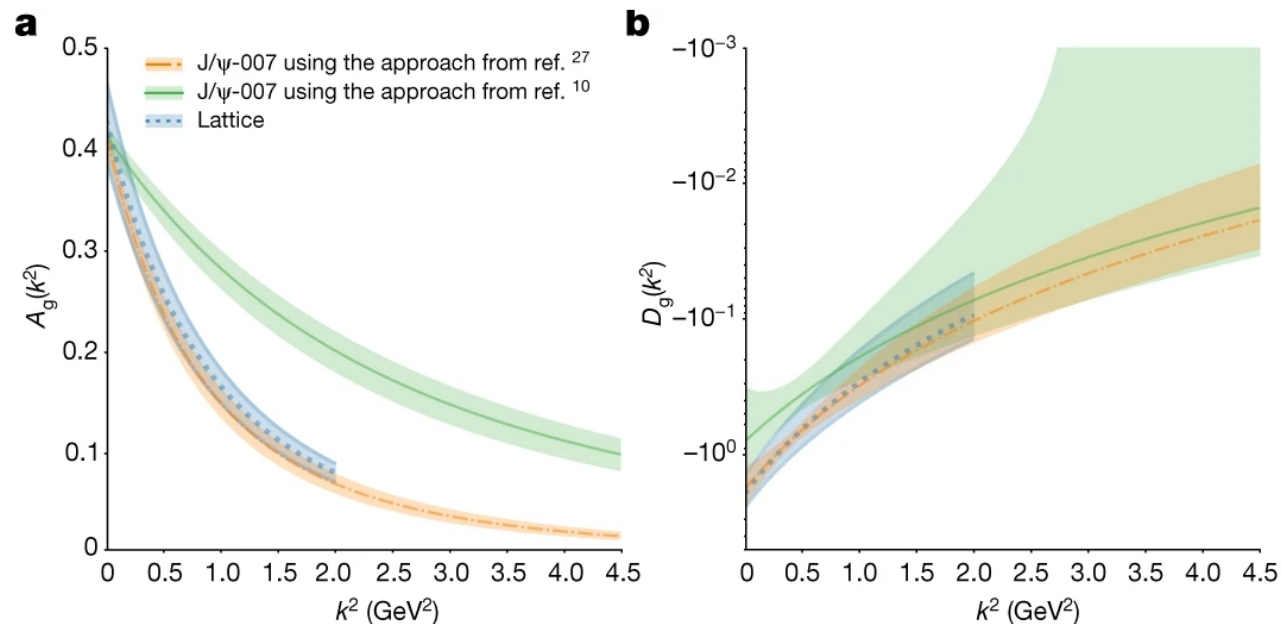 a
0.5
0.4
0.3
0.2
0.1
0
A_g(k²)
J/ψ-007 using the approach from ref. ²⁷
J/ψ-007 using the approach from ref. ¹⁰
Lattice
0 0.5 1.0 1.5 2.0 2.5 3.0 3.5 4.0 4.5
k² (GeV²)
b
−10⁻³
−10⁻²
−10⁻¹
−10⁰
D_g(k²)
0 0.5 1.0 1.5 2.0 2.5 3.0 3.5 4.0 4.5
k² (GeV²)